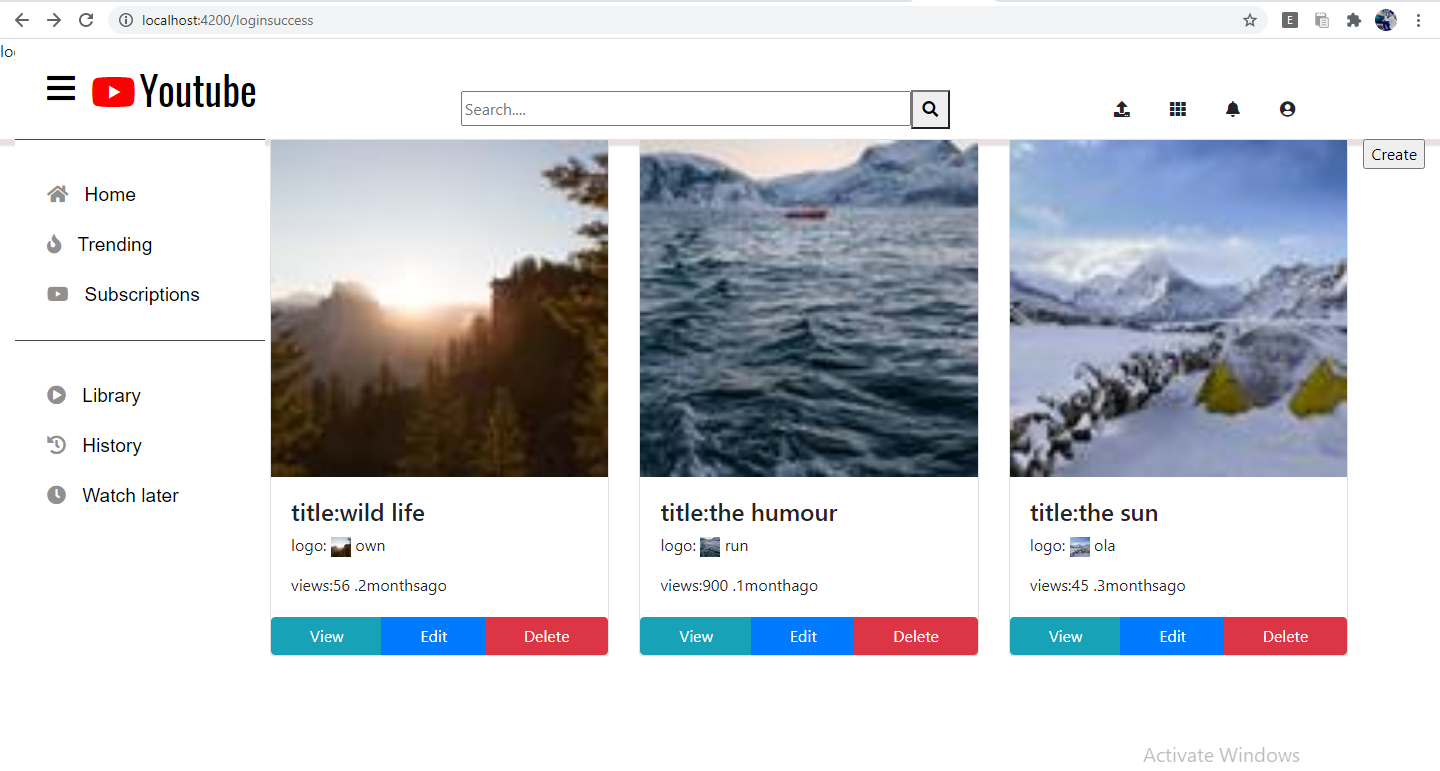 localhost:4200/loginsuccess
E
Youtube
Search....
Create
Home
Trending
Subscriptions
Library
History
Watch later
title:wild life
logo: own
views:56 .2monthsago
View Edit Delete
title:the humour
logo: run
views:900 .1monthago
View Edit Delete
title:the sun
logo: ola
views:45 .3monthsago
View Edit Delete
Activate Windows